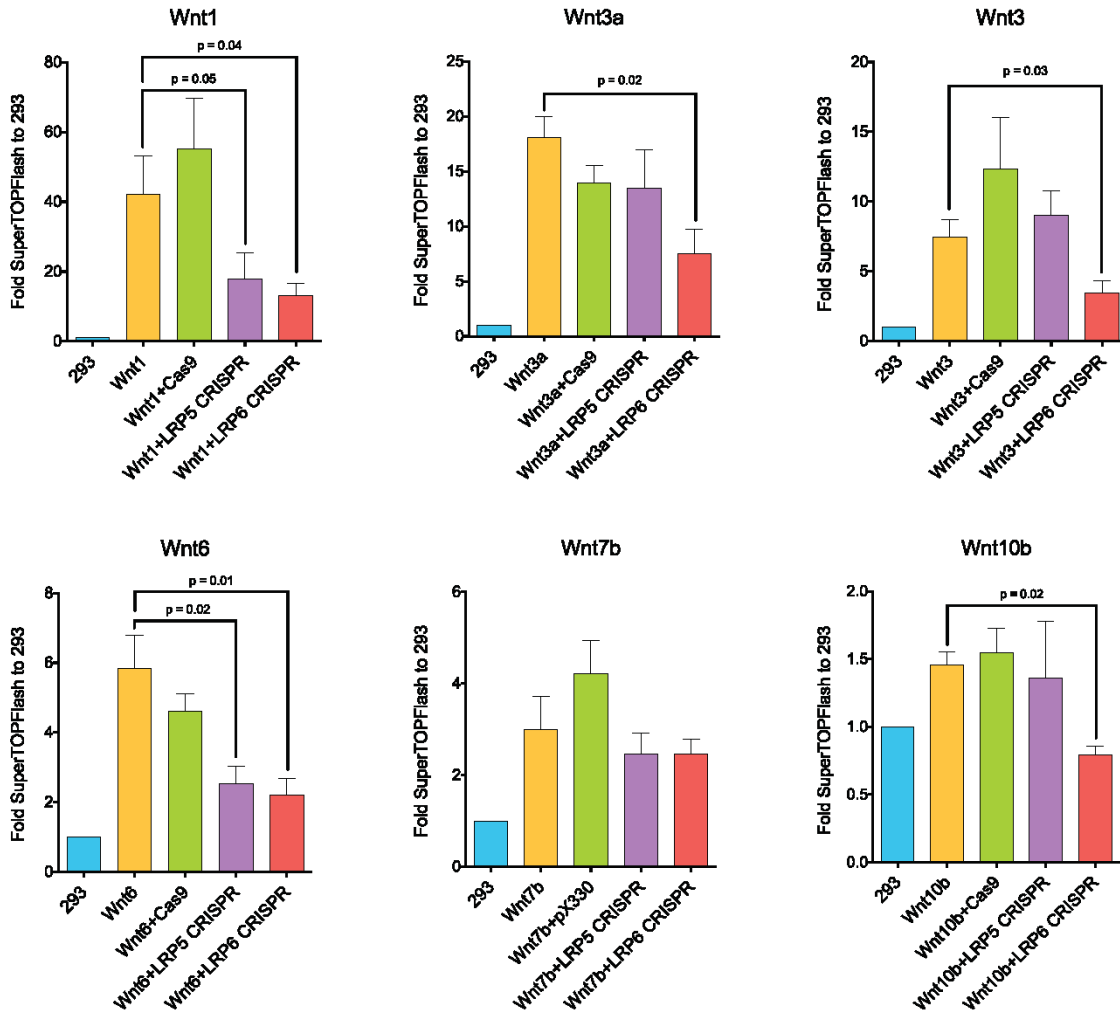 Wnt1
p = 0.04
p = 0.05
Fold SuperTOPFlash to 293
80
60
40
20
0
293
Wnt1
Wnt1+Cas9
Wnt1+LRP5 CRISPR
Wnt1+LRP6 CRISPR
Wnt3a
p = 0.02
Fold SuperTOPFlash to 293
25
20
15
10
5
0
293
Wnt3a
Wnt3a+Cas9
Wnt3a+LRP5 CRISPR
Wnt3a+LRP6 CRISPR
Wnt3
p = 0.03
Fold SuperTOPFlash to 293
20
15
10
5
0
293
Wnt3
Wnt3+Cas9
Wnt3+LRP5 CRISPR
Wnt3+LRP6 CRISPR
Wnt6
p = 0.01
p = 0.02
Fold SuperTOPFlash to 293
8
6
4
2
0
293
Wnt6
Wnt6+Cas9
Wnt6+LRP5 CRISPR
Wnt6+LRP6 CRISPR
Wnt7b
Fold SuperTOPFlash to 293
6
4
2
0
293
Wnt7b
Wnt7b+pX330
Wnt7b+LRP5 CRISPR
Wnt7b+LRP6 CRISPR
Wnt10b
p = 0.02
Fold SuperTOPFlash to 293
2.0
1.5
1.0
0.5
0.0
293
Wnt10b
Wnt10b+Cas9
Wnt10b+LRP5 CRISPR
Wnt10b+LRP6 CRISPR